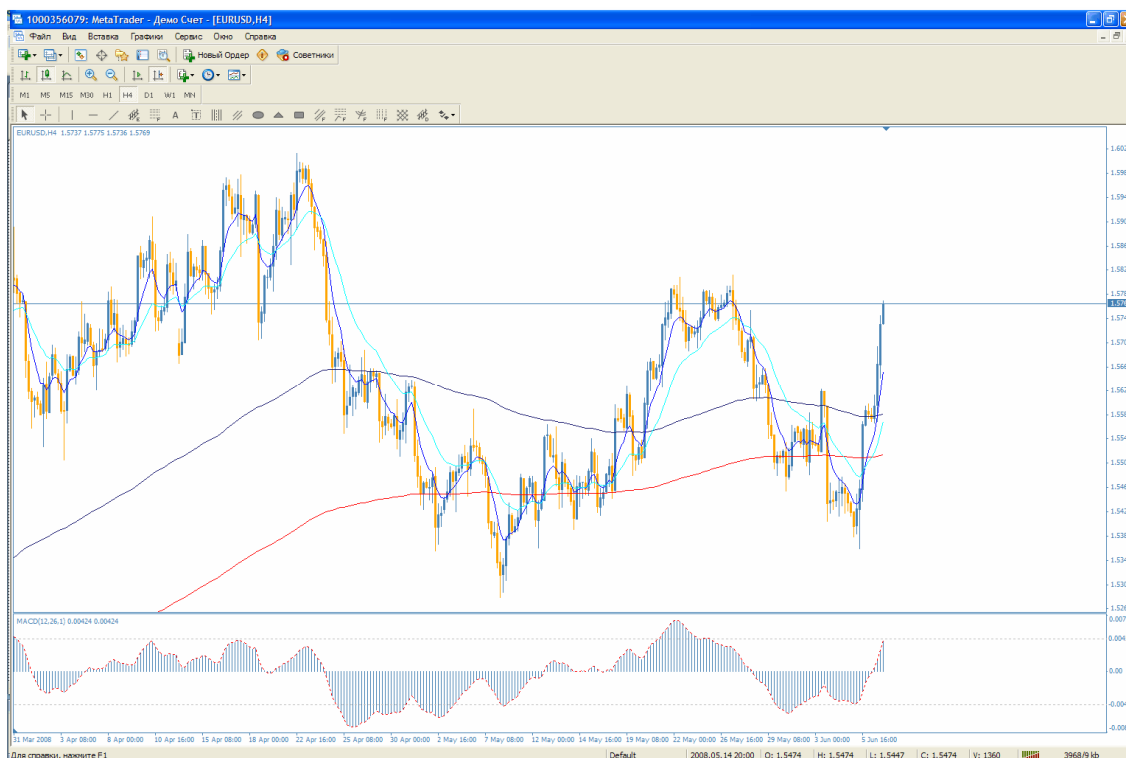 1000356079: MetaTrader - Демо Счет - [EURUSD,H4]
Файл Вид Вставка Графики Сервис Окно Справка
Новый Ордер Советники
M1 M5 M15 M30 H1 H4 D1 W1 MN
EURUSD,H4 1.5737 1.5775 1.5736 1.5769
MACD(12,26,1) 0.00424 0.00424
0.00
31 Mar 2008 3 Apr 08:00 8 Apr 00:00 10 Apr 16:00 15 Apr 08:00 18 Apr 00:00 22 Apr 16:00 25 Apr 08:00 30 Apr 00:00 2 May 16:00 7 May 08:00 12 May 00:00 14 May 16:00 19 May 08:00 22 May 00:00 26 May 16:00 29 May 08:00 3 Jun 00:00 5 Jun 16:00
Для справки, нажмите F1 Default 2008.05.14 20:00 O: 1.5474 H: 1.5474 L: 1.5447 C: 1.5474 V: 1360 3968/9 kb